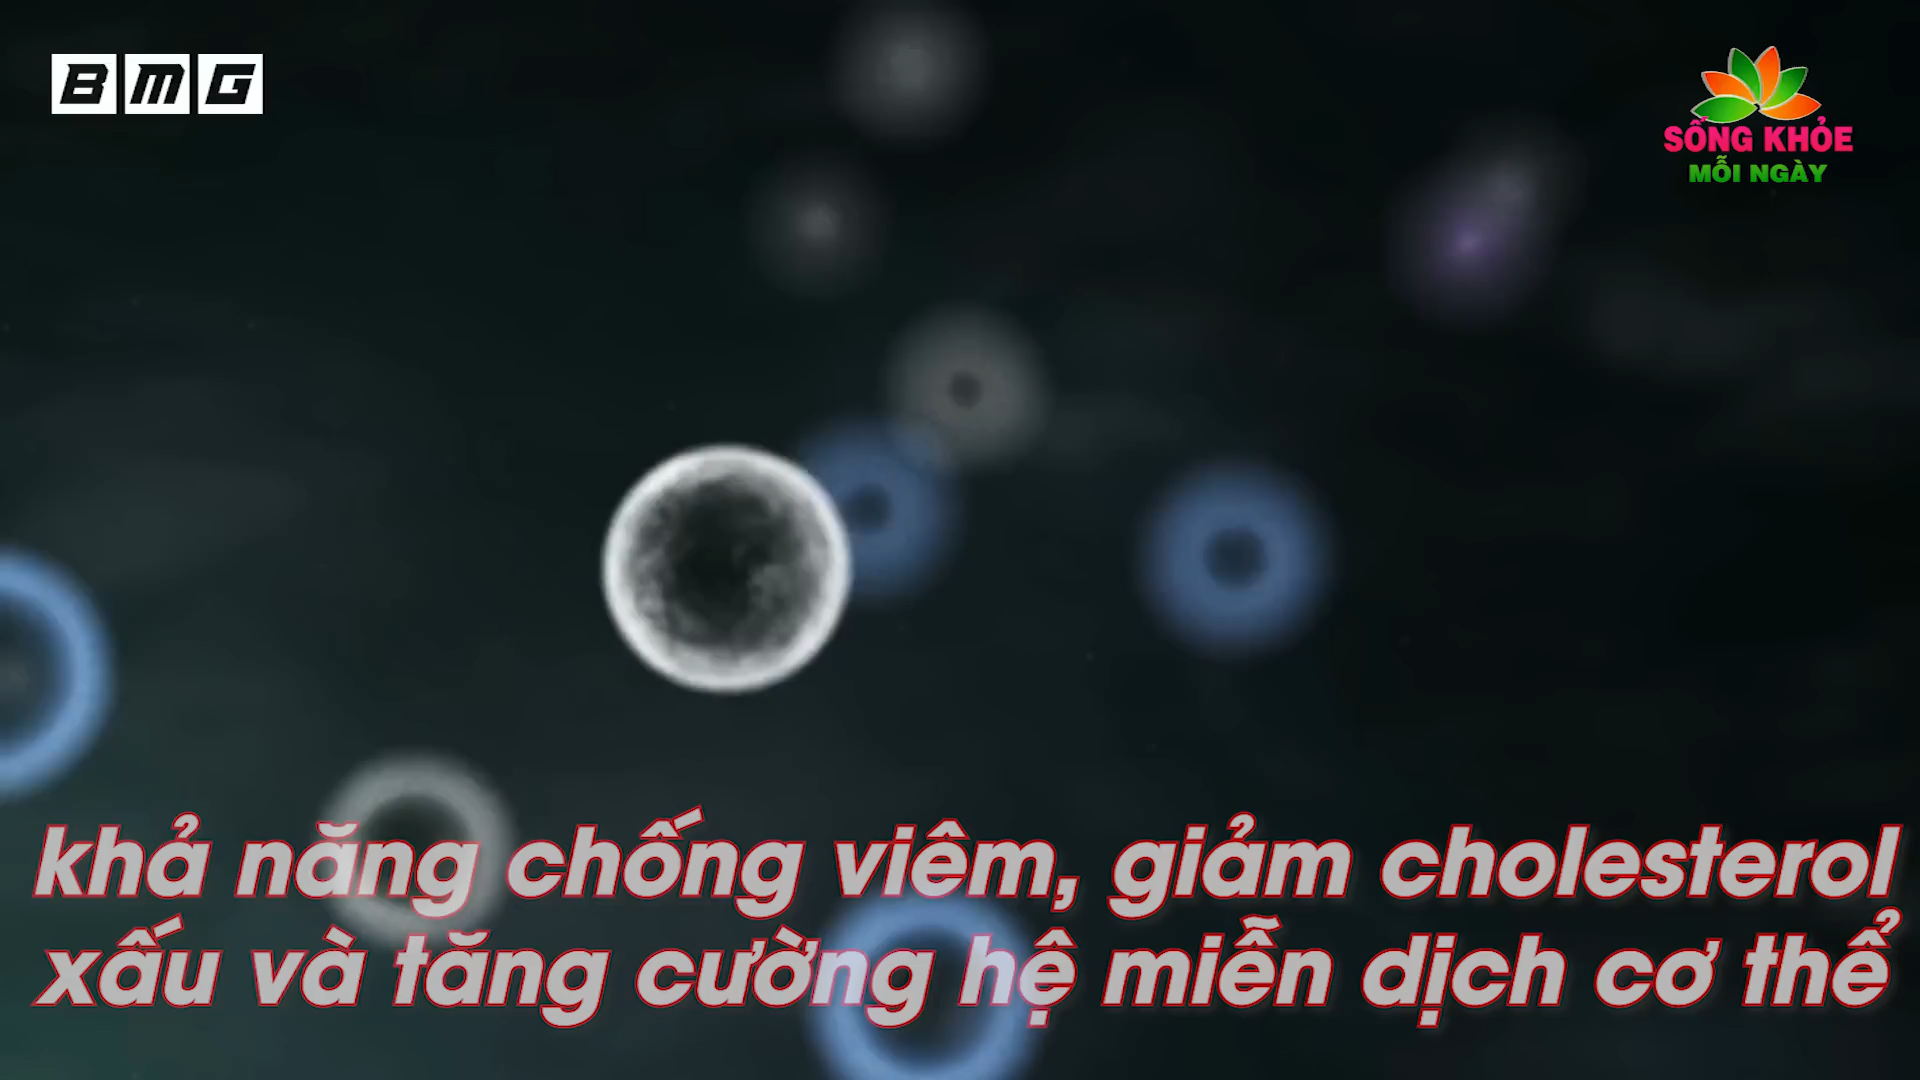 BMG
SỐNG KHỎE
MỖI NGÀY
khả năng chống viêm, giảm cholesterol
xấu và tăng cường hệ miễn dịch cơ thể